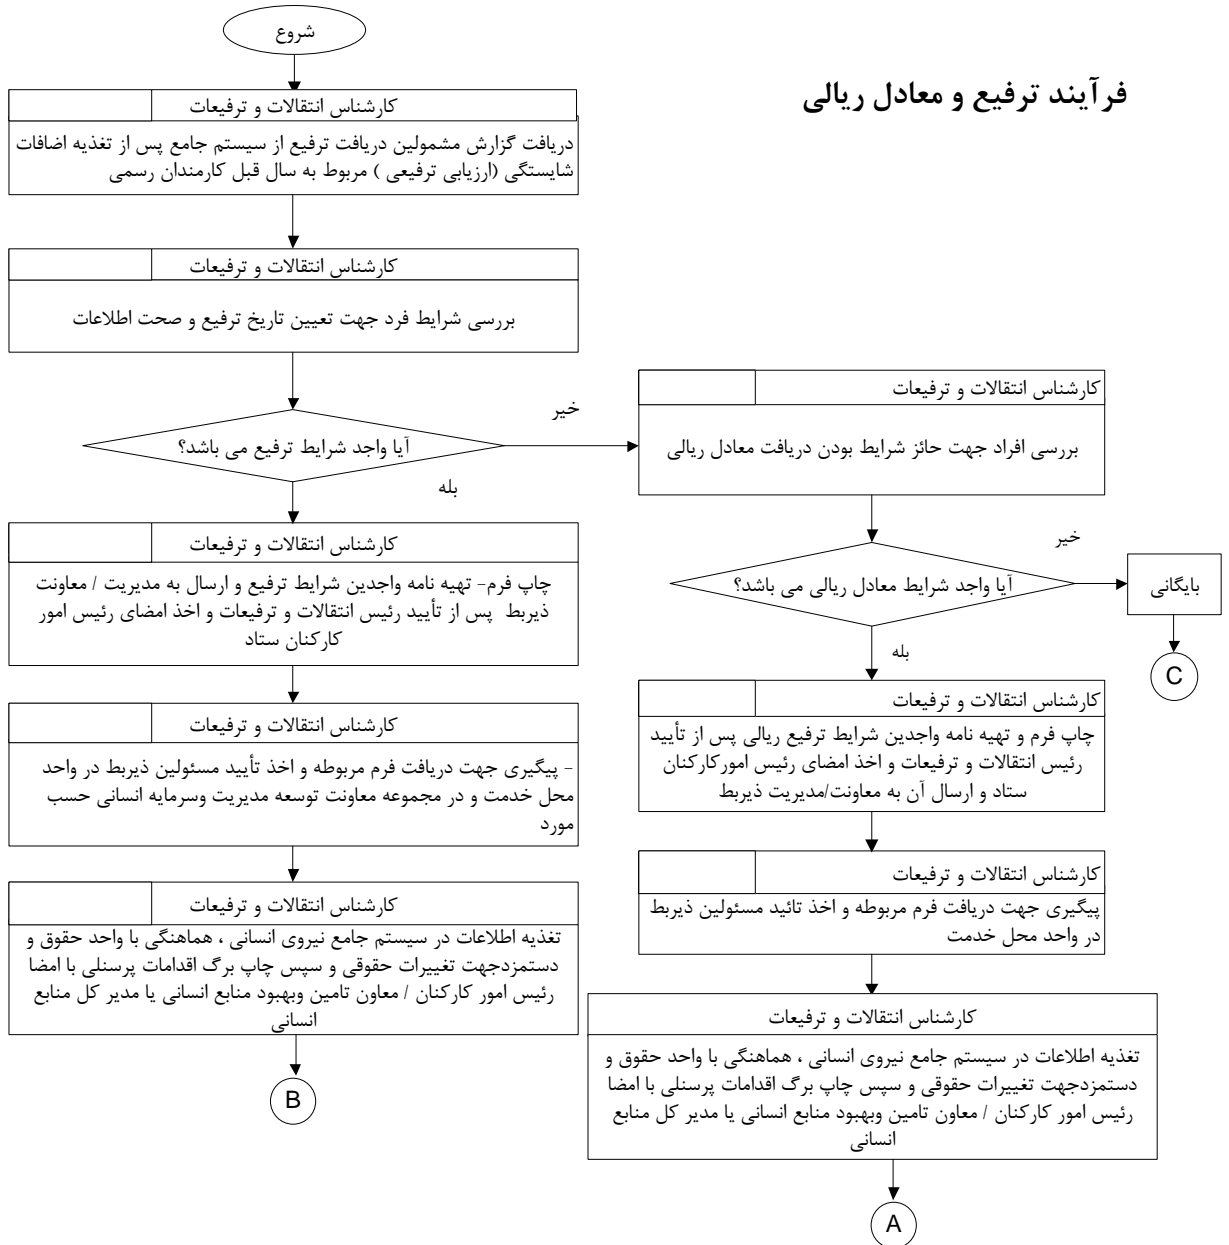 فرآیند ترفیع و معادل ریالی
شروع
کارشناس انتقالات و ترفیعات
دریافت گزارش مشمولین دریافت ترفیع از سیستم جامع پس از تغذیه اضافات
شایستگی (ارزیابی ترفیعی ) مربوط به سال قبل کارمندان رسمی
کارشناس انتقالات و ترفیعات
بررسی شرایط فرد جهت تعیین تاریخ ترفیع و صحت اطلاعات
آیا واجد شرایط ترفیع می باشد؟
خیر
بله
کارشناس انتقالات و ترفیعات
چاپ فرم- تهیه نامه واجدین شرایط ترفیع و ارسال به مدیریت / معاونت
ذیربط پس از تأیید رئیس انتقالات و ترفیعات و اخذ امضای رئیس امور
کارکنان ستاد
کارشناس انتقالات و ترفیعات
- پیگیری جهت دریافت فرم مربوطه و اخذ تأیید مسئولین ذیربط در واحد
محل خدمت و در مجموعه معاونت توسعه مدیریت وسرمایه انسانی حسب
مورد
کارشناس انتقالات و ترفیعات
تغذیه اطلاعات در سیستم جامع نیروی انسانی ، هماهنگی با واحد حقوق و
دستمزدجهت تغییرات حقوقی و سپس چاپ برگ اقدامات پرسنلی با امضا
رئیس امور کارکنان / معاون تامین وبهبود منابع انسانی یا مدیر کل منابع
انسانی
B
کارشناس انتقالات و ترفیعات
بررسی افراد جهت حائز شرایط بودن دریافت معادل ریالی
آیا واجد شرایط معادل ریالی می باشد؟
خیر
بایگانی
C
بله
کارشناس انتقالات و ترفیعات
چاپ فرم و تهیه نامه واجدین شرایط ترفیع ریالی پس از تأیید
رئیس انتقالات و ترفیعات و اخذ امضای رئیس امورکارکنان
ستاد و ارسال آن به معاونت/مدیریت ذیربط
کارشناس انتقالات و ترفیعات
پیگیری جهت دریافت فرم مربوطه و اخذ تائید مسئولین ذیربط
در واحد محل خدمت
کارشناس انتقالات و ترفیعات
تغذیه اطلاعات در سیستم جامع نیروی انسانی ، هماهنگی با واحد حقوق و
دستمزدجهت تغییرات حقوقی و سپس چاپ برگ اقدامات پرسنلی با امضا
رئیس امور کارکنان / معاون تامین وبهبود منابع انسانی یا مدیر کل منابع
انسانی
A